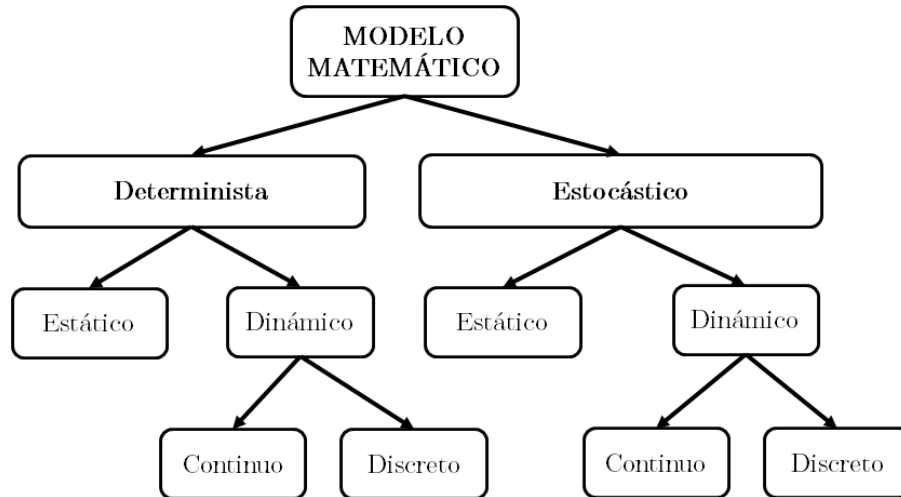 MODELO
MATEMÁTICO
Determinista
Estocástico
Estático
Dinámico
Estático
Dinámico
Continuo
Discreto
Continuo
Discreto